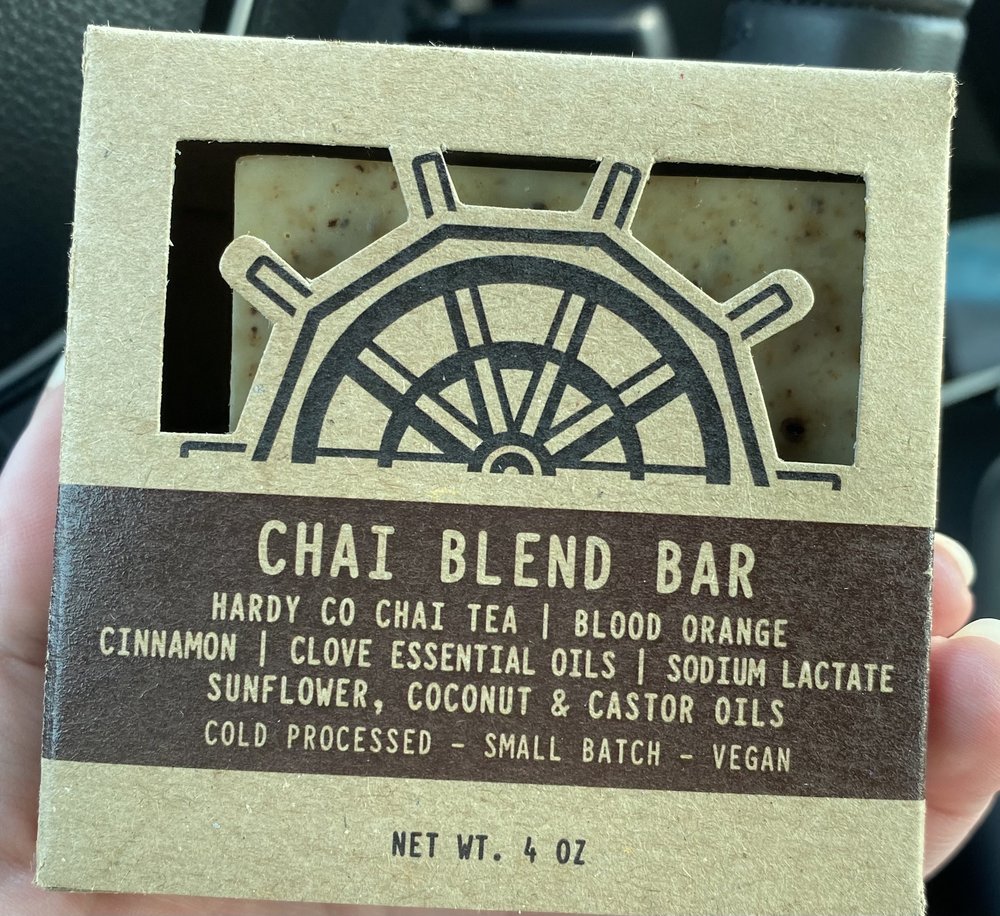 CHAI BLEND BAR
HARDY CO CHAI TEA | BLOOD ORANGE
CINNAMON | CLOVE ESSENTIAL OILS | SODIUM LACTATE
SUNFLOWER, COCONUT & CASTOR OILS
COLD PROCESSED - SMALL BATCH - VEGAN
NET WT. 4 OZ